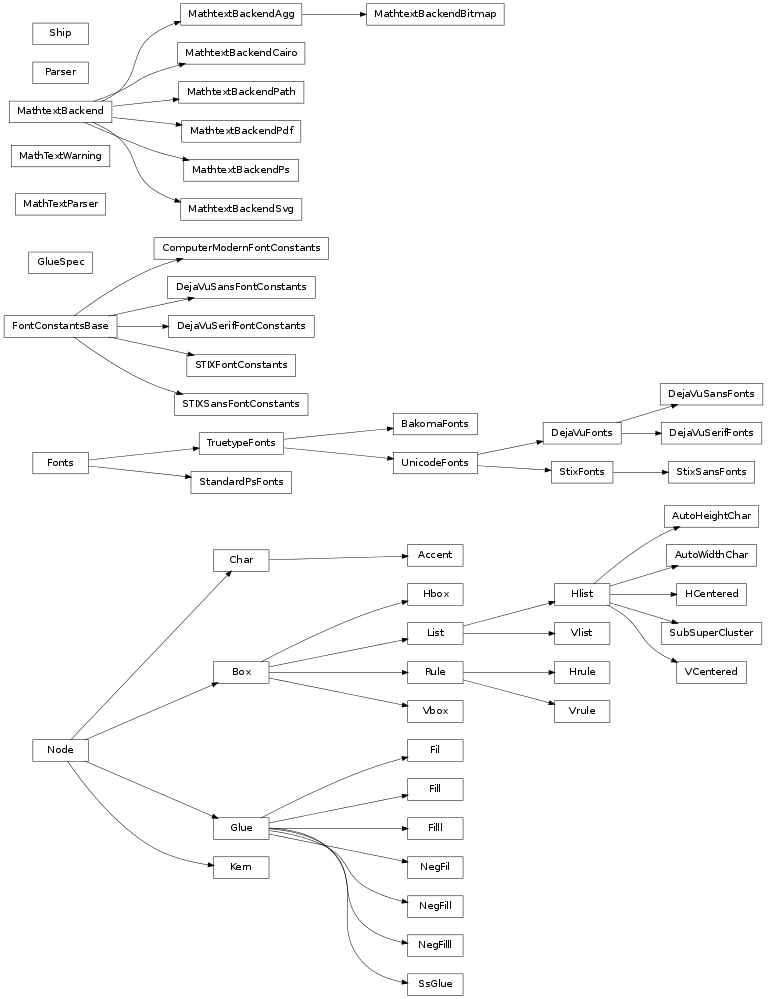 MathtextBackendAgg
MathtextBackendBitmap
Ship
MathtextBackendCairo
Parser
MathtextBackendPath
MathtextBackend
MathtextBackendPdf
MathTextWarning
MathtextBackendPs
MathTextParser
MathtextBackendSvg
ComputerModernFontConstants
GlueSpec
DejaVuSansFontConstants
FontConstantsBase
DejaVuSerifFontConstants
STIXFontConstants
STIXSansFontConstants
DejaVuSansFonts
BakomaFonts
DejaVuFonts
DejaVuSerifFonts
TruetypeFonts
Fonts
UnicodeFonts
StixFonts
StixSansFonts
StandardPsFonts
AutoHeightChar
Char
Accent
AutoWidthChar
Hbox
Hlist
HCentered
List
Vlist
SubSuperCluster
Box
Rule
Hrule
VCentered
Vbox
Vrule
Node
Fil
Fill
Glue
Filll
Kern
NegFil
NegFill
NegFilll
SsGlue